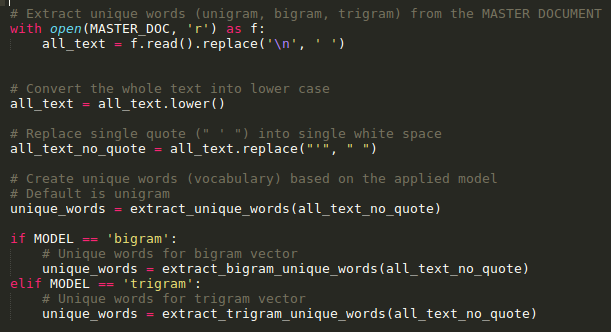 # Extract unique words (unigram, bigram, trigram) from the MASTER DOCUMENT
with open(MASTER_DOC, 'r') as f:
    all_text = f.read().replace('\n', ' ')
# Convert the whole text into lower case
all_text = all_text.lower()
# Replace single quote (" ' ") into single white space
all_text_no_quote = all_text.replace("'", " ")
# Create unique words (vocabulary) based on the applied model
# Default is unigram
unique_words = extract_unique_words(all_text_no_quote)
if MODEL == 'bigram':
    # Unique words for bigram vector
    unique_words = extract_bigram_unique_words(all_text_no_quote)
elif MODEL == 'trigram':
    # Unique words for trigram vector
    unique_words = extract_trigram_unique_words(all_text_no_quote)